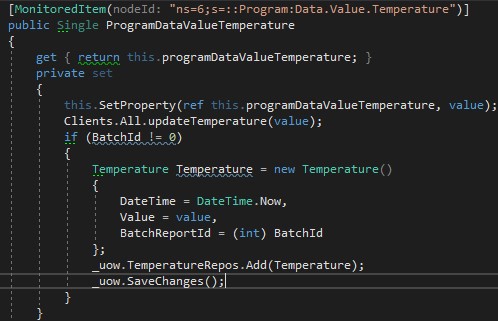 [MonitoredItem(nodeId: "ns=6;s=::Program:Data.Value.Temperature")]
public Single ProgramDataValueTemperature
{
get { return this.programDataValueTemperature; }
private set
{
this.SetProperty(ref this.programDataValueTemperature, value);
Clients.All.updateTemperature(value);
if (BatchId != 0)
{
Temperature Temperature = new Temperature()
{
DateTime = DateTime.Now,
Value = value,
BatchReportId = (int) BatchId
};
_uow.TemperatureRepos.Add(Temperature);
_uow.SaveChanges();
}
}
}